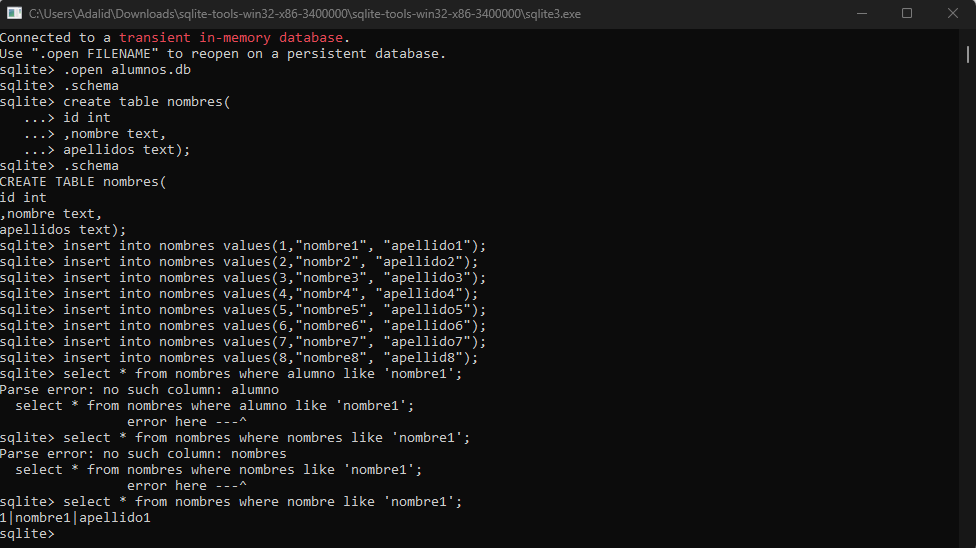 C:\Users\Adalid\Downloads\sqlite-tools-win32-x86-3400000\sqlite-tools-win32-x86-3400000\sqlite3.exe
Connected to a transient in-memory database.
Use ".open FILENAME" to reopen on a persistent database.
sqlite> .open alumnos.db
sqlite> .schema
sqlite> create table nombres(
   ...> id int
   ...> ,nombre text,
   ...> apellidos text);
sqlite> .schema
CREATE TABLE nombres(
id int
,nombre text,
apellidos text);
sqlite> insert into nombres values(1,"nombre1", "apellido1");
sqlite> insert into nombres values(2,"nombr2", "apellido2");
sqlite> insert into nombres values(3,"nombre3", "apellido3");
sqlite> insert into nombres values(4,"nombr4", "apellido4");
sqlite> insert into nombres values(5,"nombre5", "apellido5");
sqlite> insert into nombres values(6,"nombre6", "apellido6");
sqlite> insert into nombres values(7,"nombre7", "apellido7");
sqlite> insert into nombres values(8,"nombre8", "apellid8");
sqlite> select * from nombres where alumno like 'nombre1';
Parse error: no such column: alumno
  select * from nombres where alumno like 'nombre1';
                error here ---^
sqlite> select * from nombres where nombres like 'nombre1';
Parse error: no such column: nombres
  select * from nombres where nombres like 'nombre1';
                error here ---^
sqlite> select * from nombres where nombre like 'nombre1';
1|nombre1|apellido1
sqlite>